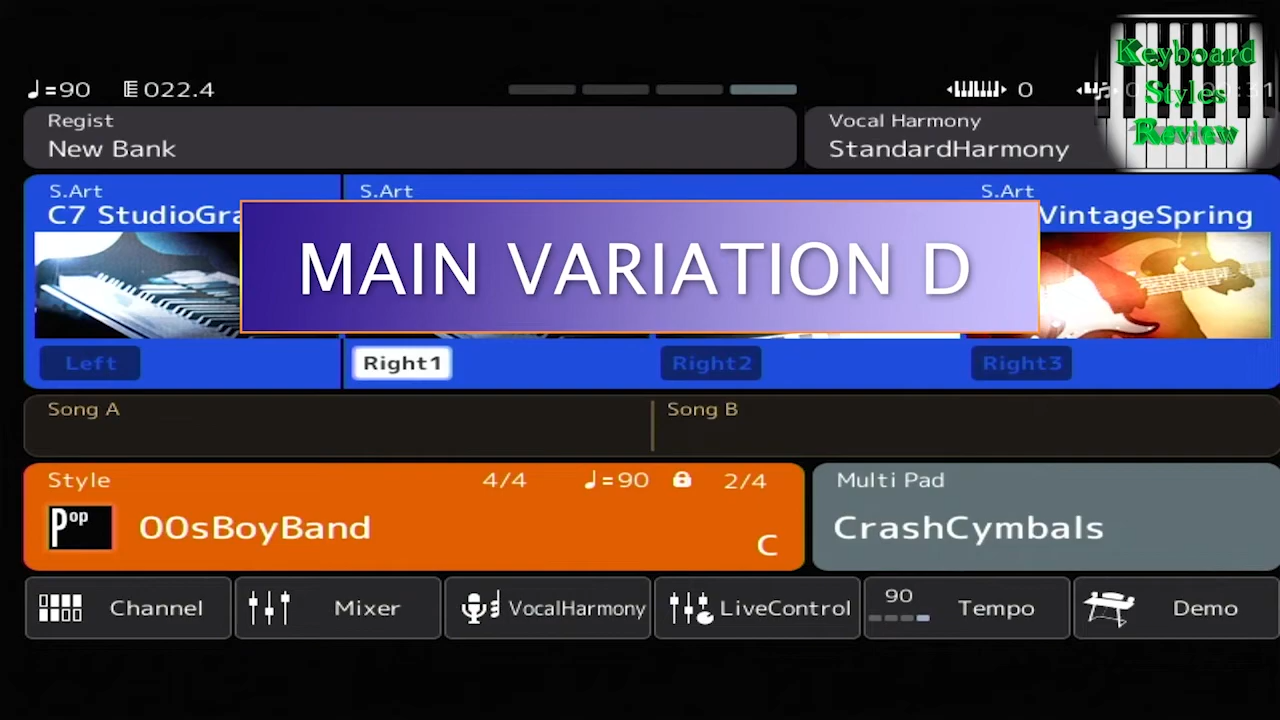 ♩=90
022.4
0
Keyboard
Styles
Review
Regist
New Bank
Vocal Harmony
StandardHarmony
S.Art
S.Art
S.Art
C7 StudioGra
VintageSpring
MAIN VARIATION D
Left
Right1
Right2
Right3
Song A
Song B
Style
4/4
♩=90
2/4
Pop
00sBoyBand
C
Multi Pad
CrashCymbals
Channel
Mixer
VocalHarmony
LiveControl
90
Tempo
Demo